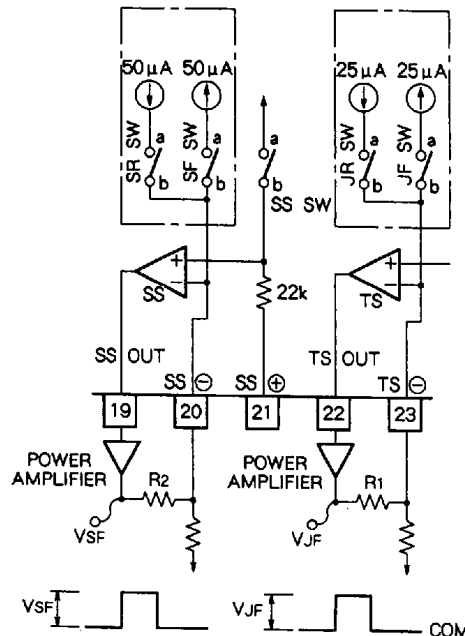 50μA 50μA 25μA 25μA
SR SW SF SW JR SW JF SW
a a a a a
b b b b b
SS SW
+ +
− −
SS TS
22k
SS OUT SS ⊖ SS ⊕ TS OUT TS ⊖
19 20 21 22 23
POWER AMPLIFIER POWER AMPLIFIER
R2 R1
VSF VJF
VSF VJF COM